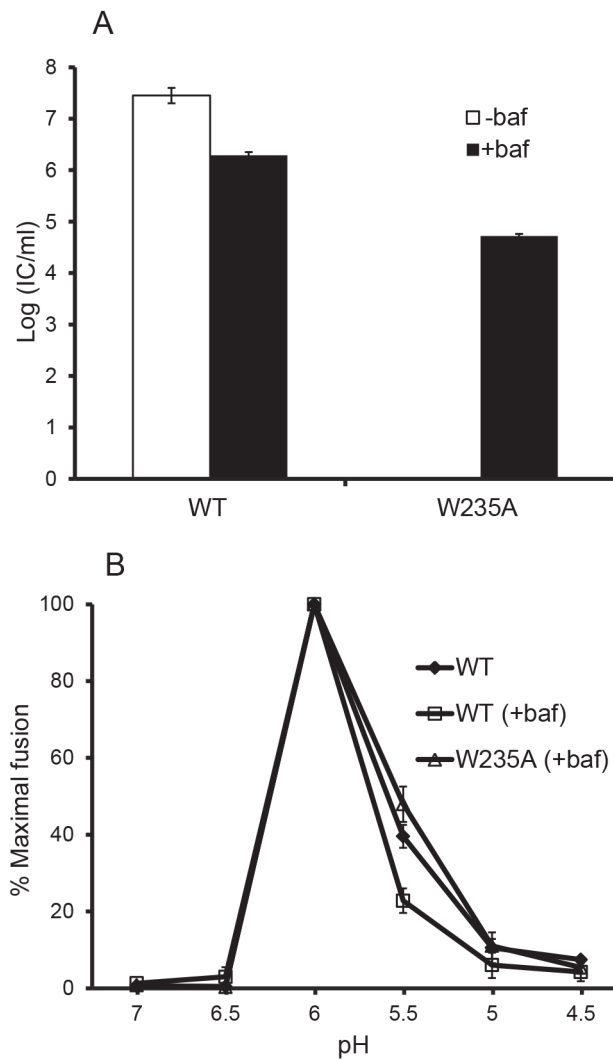 A
8
7
6
5
4
3
2
1
0
Log (IC/ml)
-baf
+baf
WT
W235A
B
100
80
60
40
20
0
% Maximal fusion
WT
WT (+baf)
W235A (+baf)
7 6.5 6 5.5 5 4.5
pH